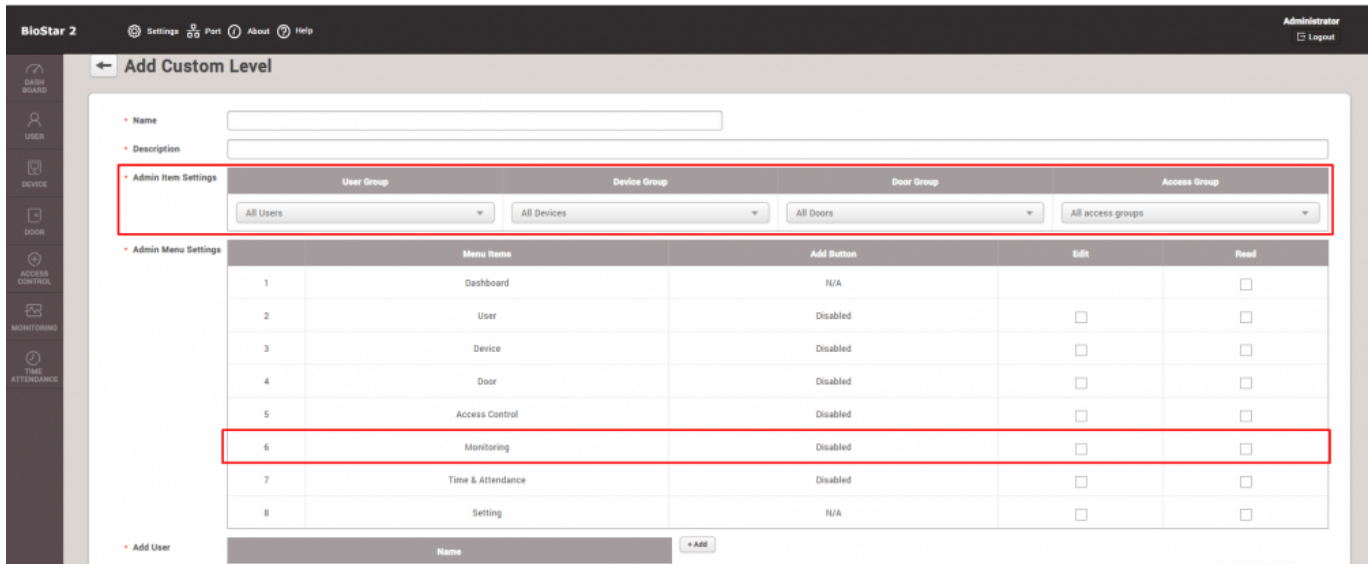 BioStar 2 Settings Port About Help Administrator
Logout
DASH
BOARD
Add Custom Level
USER
Name
Description
DEVICE
Admin Item Settings User Group Device Group Door Group Access Group
All Users All Devices All Doors All access groups
DOOR
Admin Menu Settings Menu Items Add Button Edit Read
ACCESS
CONTROL
1 Dashboard N/A
MONITORING
2 User Disabled
3 Device Disabled
TIME
ATTENDANCE
4 Door Disabled
5 Access Control Disabled
6 Monitoring Disabled
7 Time & Attendance Disabled
8 Setting N/A
Add User Name + Add